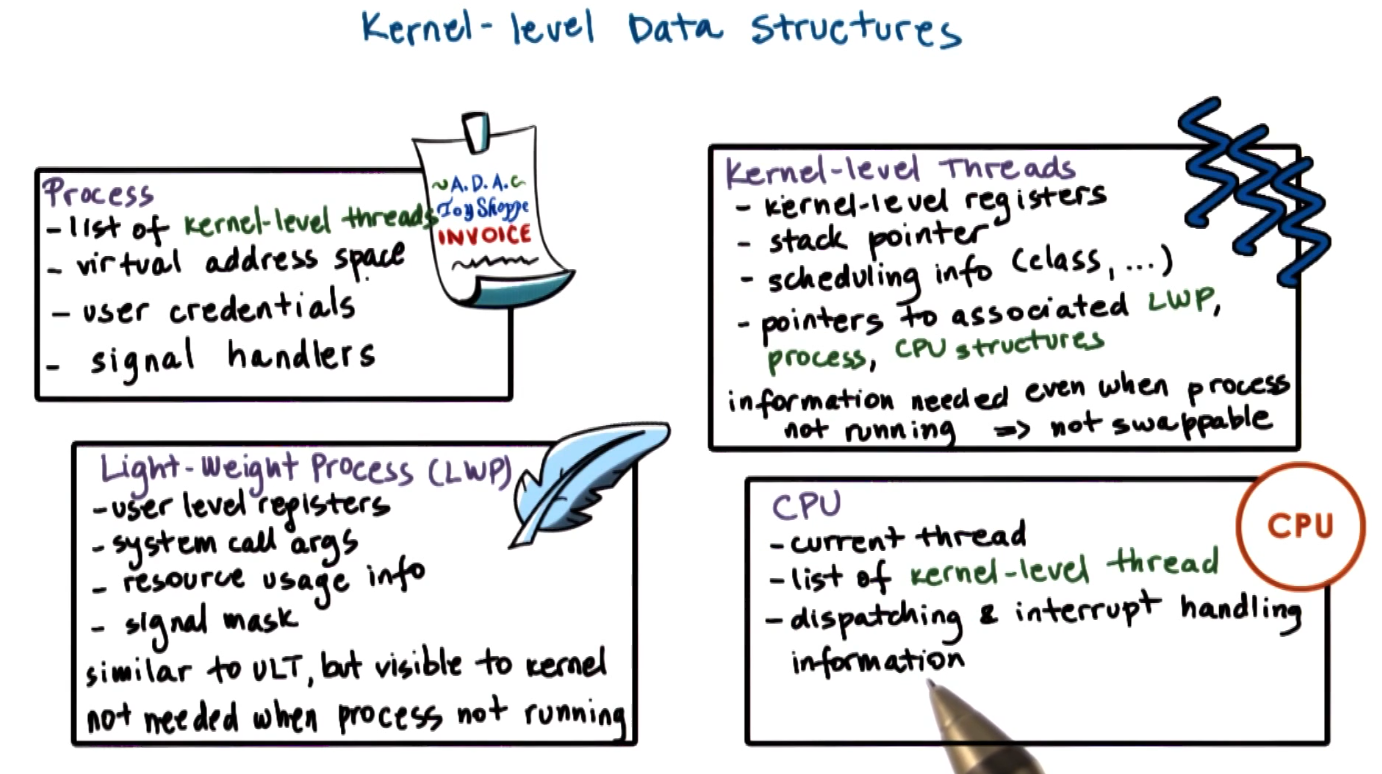 Kernel-level Data Structures
Process
- list of kernel-level threads
- virtual address space
- user credentials
- signal handlers
A.D.A.C
Toy Shoppe
INVOICE
Kernel-level Threads
- kernel-level registers
- stack pointer
- scheduling info (class, ...)
- pointers to associated LWP,
process, CPU structures
information needed even when process
not running => not swappable
Light-Weight Process (LWP)
- user level registers
- system call args
- resource usage info
- signal mask
similar to ULT, but visible to kernel
not needed when process not running
CPU
- current thread
- list of kernel-level thread
- dispatching & interrupt handling
information
CPU